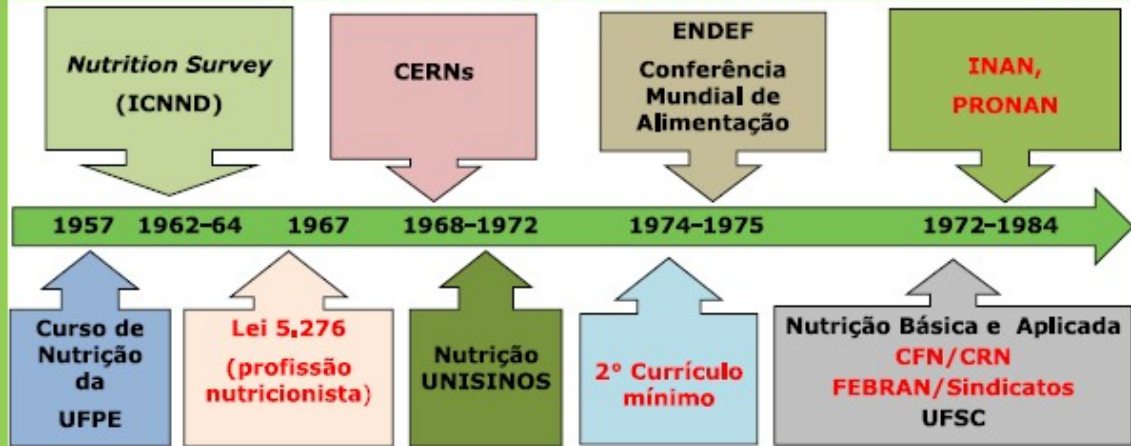 Nutrition Survey
(ICNND)
CERNs
ENDEF
Conferência
Mundial de
Alimentação
INAN,
PRONAN
1957 1962–64 1967 1968–1972 1974–1975 1972–1984
Curso de
Nutrição
da
UFPE
Lei 5.276
(profissão
nutricionista)
Nutrição
UNISINOS
2° Currículo
mínimo
Nutrição Básica e Aplicada
CFN/CRN
FEBRAN/Sindicatos
UFSC